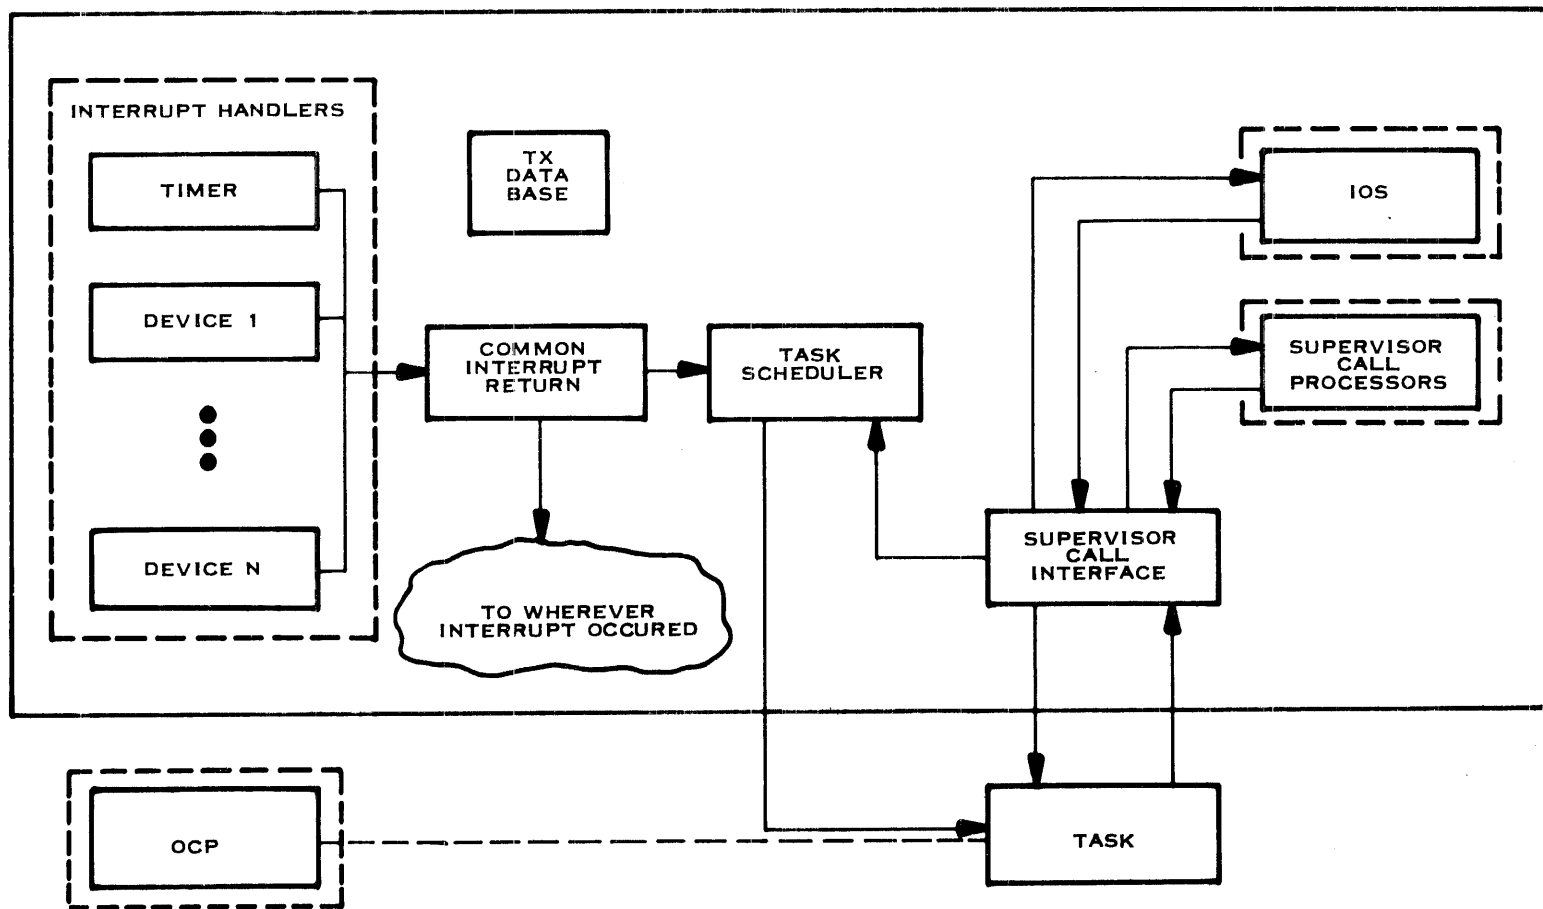 INTERRUPT HANDLERS
TIMER
DEVICE 1
DEVICE N
TX
DATA
BASE
COMMON
INTERRUPT
RETURN
TASK
SCHEDULER
TO WHEREVER
INTERRUPT OCCURED
IOS
SUPERVISOR
CALL
PROCESSORS
SUPERVISOR
CALL
INTERFACE
OCP
TASK